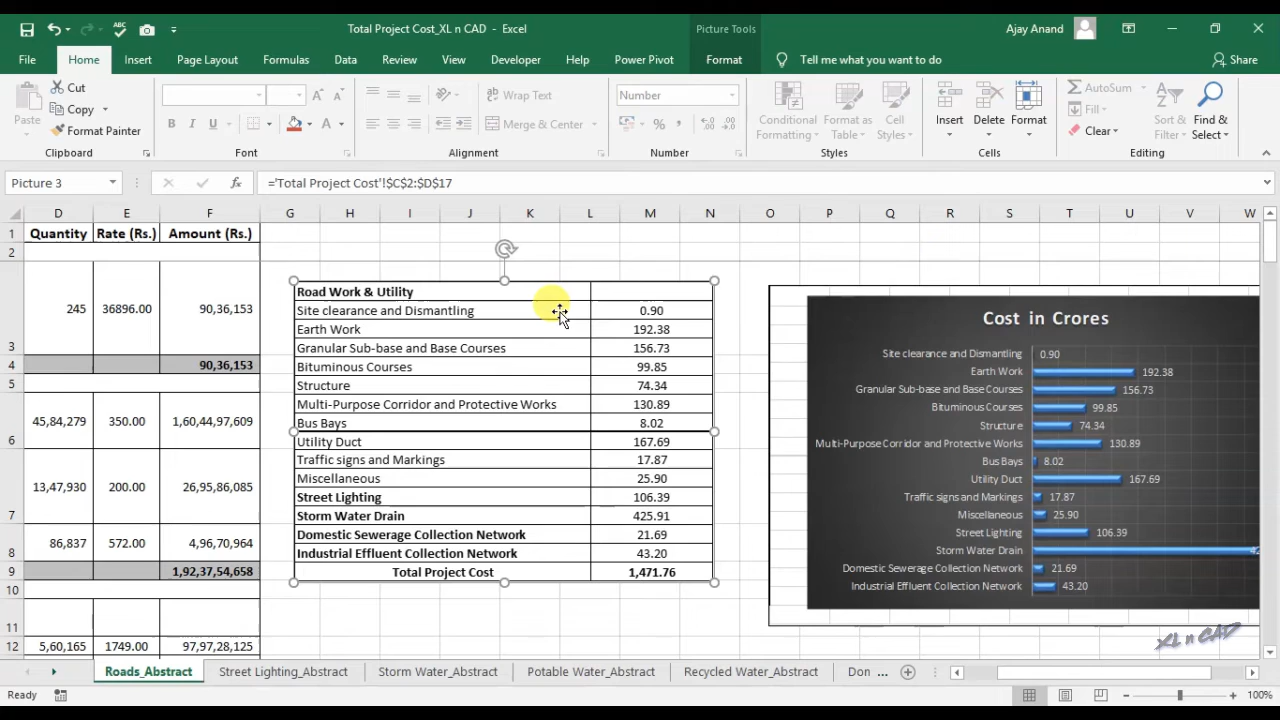 Total Project Cost_XL n CAD - Excel
Picture Tools
Ajay Anand
File Home Insert Page Layout Formulas Data Review View Developer Help Power Pivot Format Tell me what you want to do Share
Paste
Cut
Copy
Format Painter
Clipboard
B I U
A A
Font
Wrap Text
Merge & Center
Alignment
Number
%
Number
Conditional Formatting
Format as Table
Cell Styles
Styles
Insert
Delete
Format
Cells
AutoSum
Fill
Clear
Sort & Filter
Find & Select
Editing
Picture 3
fx
='Total Project Cost'!$C$2:$D$17
D E F G H I J K L M N O P Q R S T U V W
1 Quantity Rate (Rs.) Amount (Rs.)
2
3 245 36896.00 90,36,153
4 90,36,153
5
6 45,84,279 350.00 1,60,44,97,609
7 13,47,930 200.00 26,95,86,085
8 86,837 572.00 4,96,70,964
9 1,92,37,54,658
10
11
12 5,60,165 1749.00 97,97,28,125
Road Work & Utility
Site clearance and Dismantling 0.90
Earth Work 192.38
Granular Sub-base and Base Courses 156.73
Bituminous Courses 99.85
Structure 74.34
Multi-Purpose Corridor and Protective Works 130.89
Bus Bays 8.02
Utility Duct 167.69
Traffic signs and Markings 17.87
Miscellaneous 25.90
Street Lighting 106.39
Storm Water Drain 425.91
Domestic Sewerage Collection Network 21.69
Industrial Effluent Collection Network 43.20
Total Project Cost 1,471.76
Cost in Crores
Site clearance and Dismantling 0.90
Earth Work 192.38
Granular Sub-base and Base Courses 156.73
Bituminous Courses 99.85
Structure 74.34
Multi-Purpose Corridor and Protective Works 130.89
Bus Bays 8.02
Utility Duct 167.69
Traffic signs and Markings 17.87
Miscellaneous 25.90
Street Lighting 106.39
Storm Water Drain 42
Domestic Sewerage Collection Network 21.69
Industrial Effluent Collection Network 43.20
XL n CAD
Roads_Abstract Street Lighting_Abstract Storm Water_Abstract Potable Water_Abstract Recycled Water_Abstract Don ...
Ready
100%